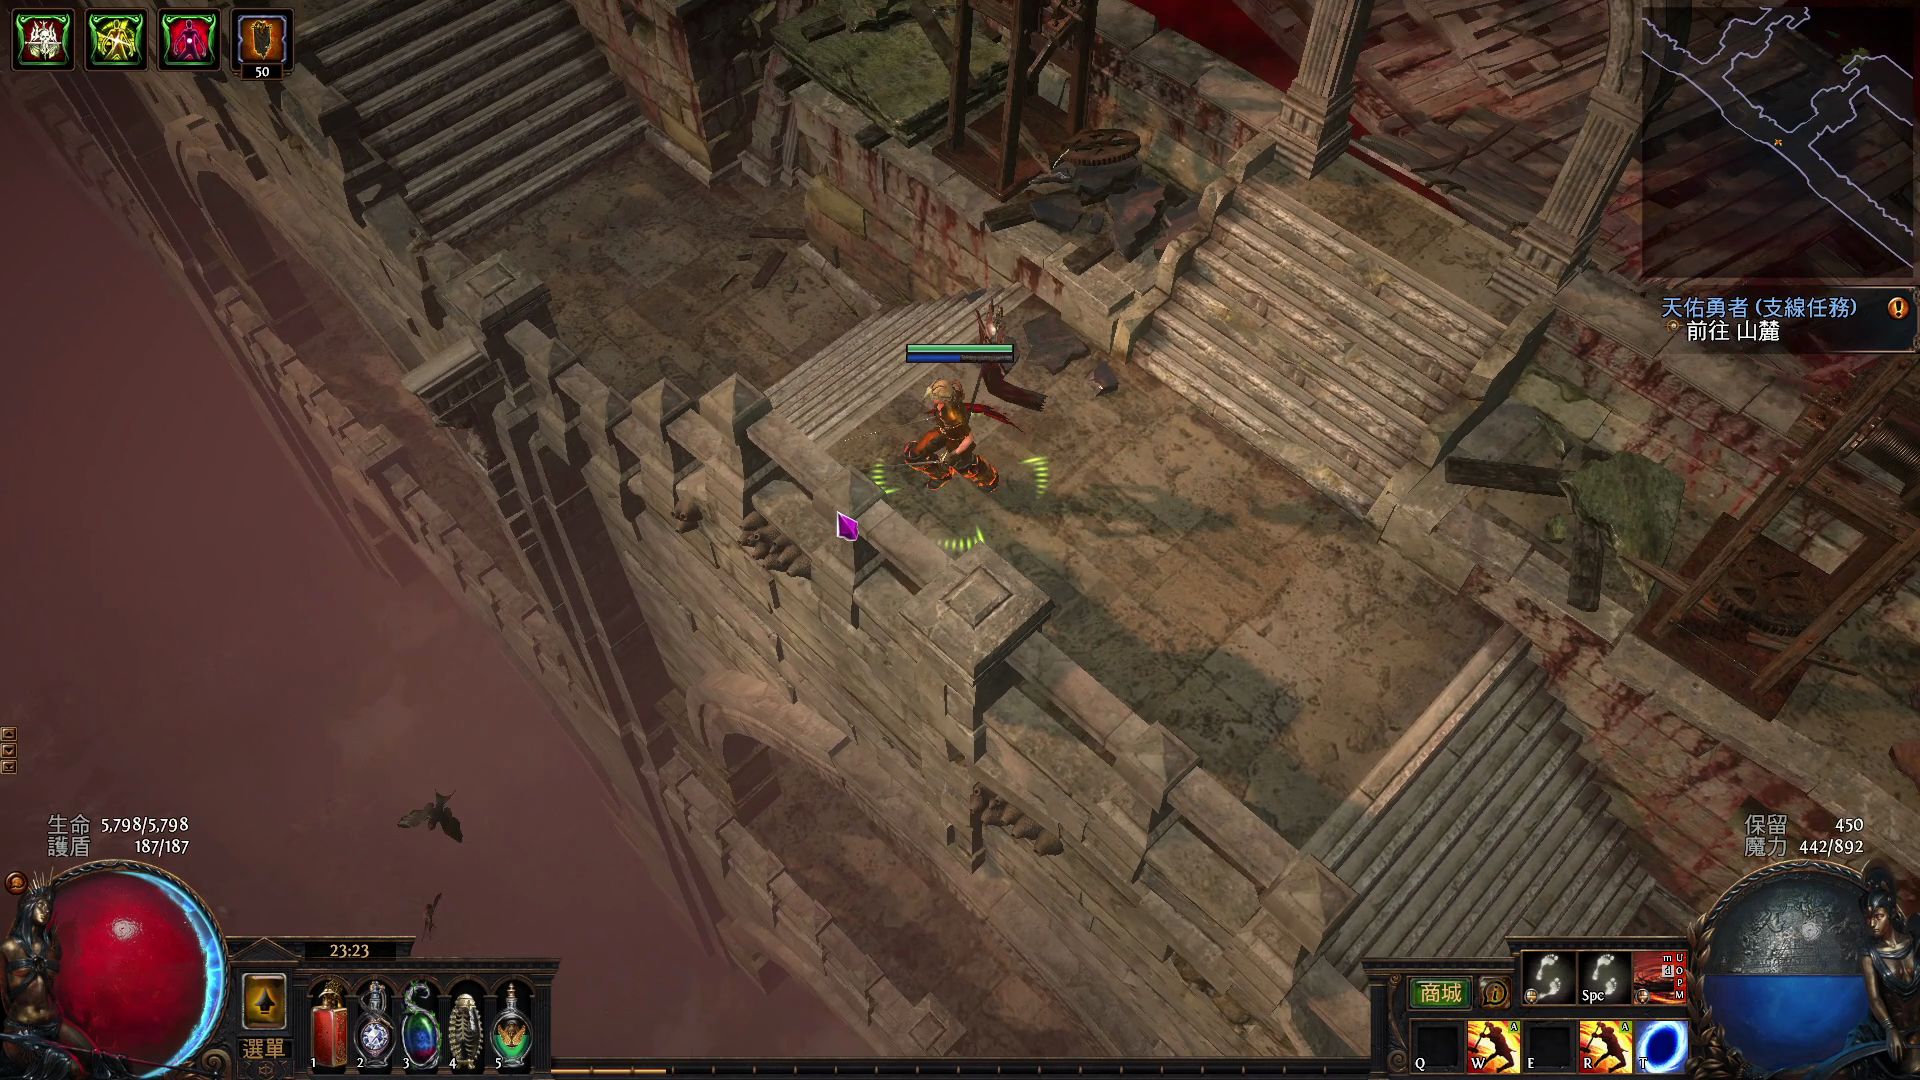 50
天佑勇者 (支線任務)
前往 山麓
生命 5,798/5,798
護盾 187/187
保留 450
魔力 442/892
23:23
選單
1 2 3 4 5
商城
Spc
m U
d O
P
M
Q W A E R A T